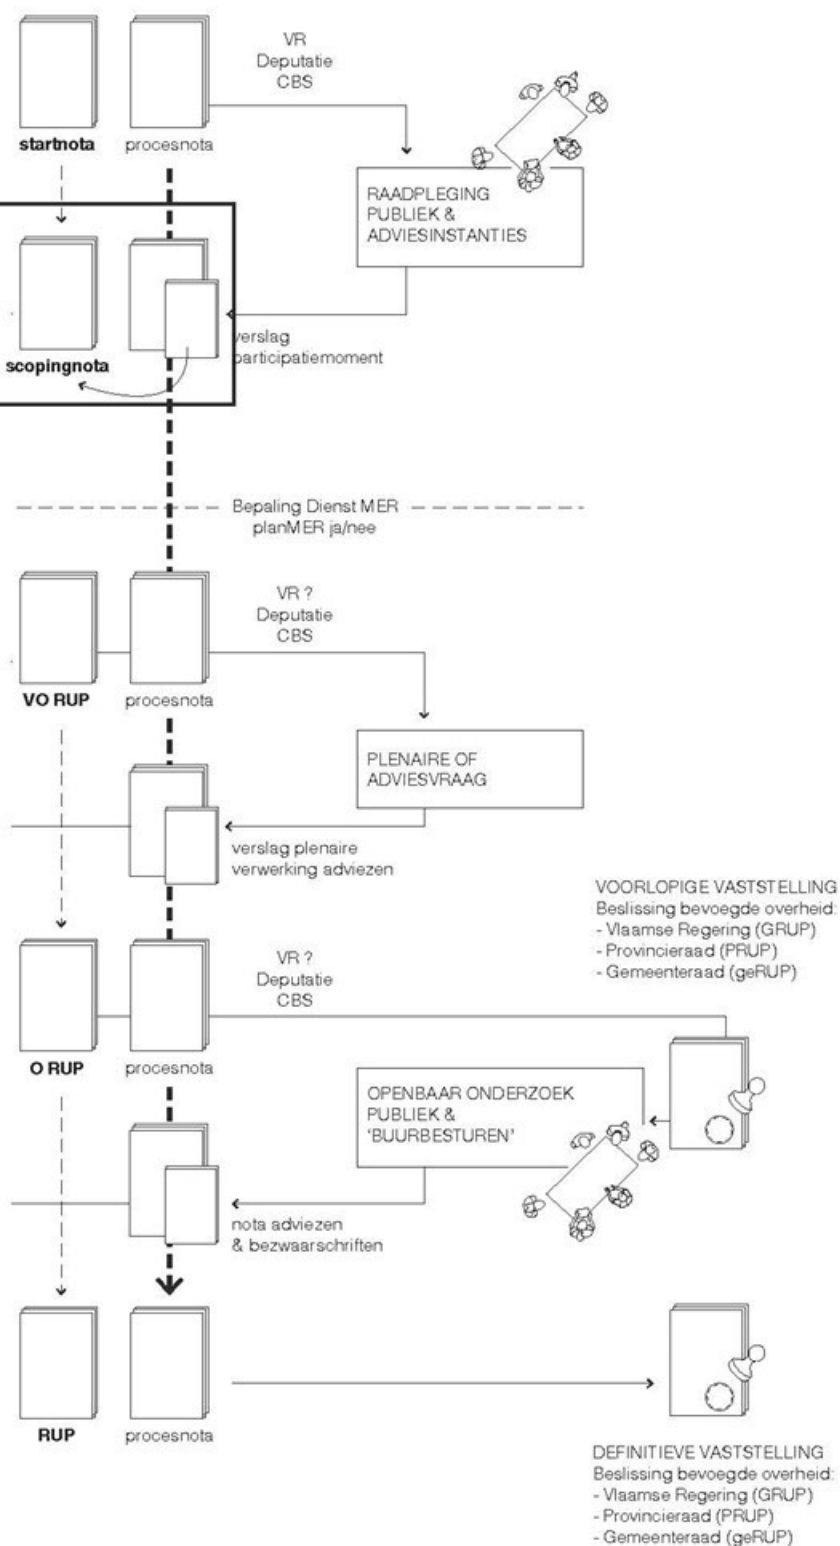 VR
Deputatie
CBS
startnota
procesnota
RAADPLEGING
PUBLIEK &
ADVIESINSTANTIES
verslag
participatiemoment
scopingnota
Bepaling Dienst MER
planMER ja/nee
VR ?
Deputatie
CBS
VO RUP
procesnota
PLENAIRE OF
ADVIESVRAAG
verslag plenaire
verwerking adviezen
VOORLOPIGE VASTSTELLING
Beslissing bevoegde overheid:
- Vlaamse Regering (GRUP)
- Provincieraad (PRUP)
- Gemeenteraad (geRUP)
VR ?
Deputatie
CBS
O RUP
procesnota
OPENBAAR ONDERZOEK
PUBLIEK &
'BUURBESTUREN'
nota adviezen
& bezwaarschriften
RUP
procesnota
DEFINITIEVE VASTSTELLING
Beslissing bevoegde overheid:
- Vlaamse Regering (GRUP)
- Provincieraad (PRUP)
- Gemeenteraad (geRUP)